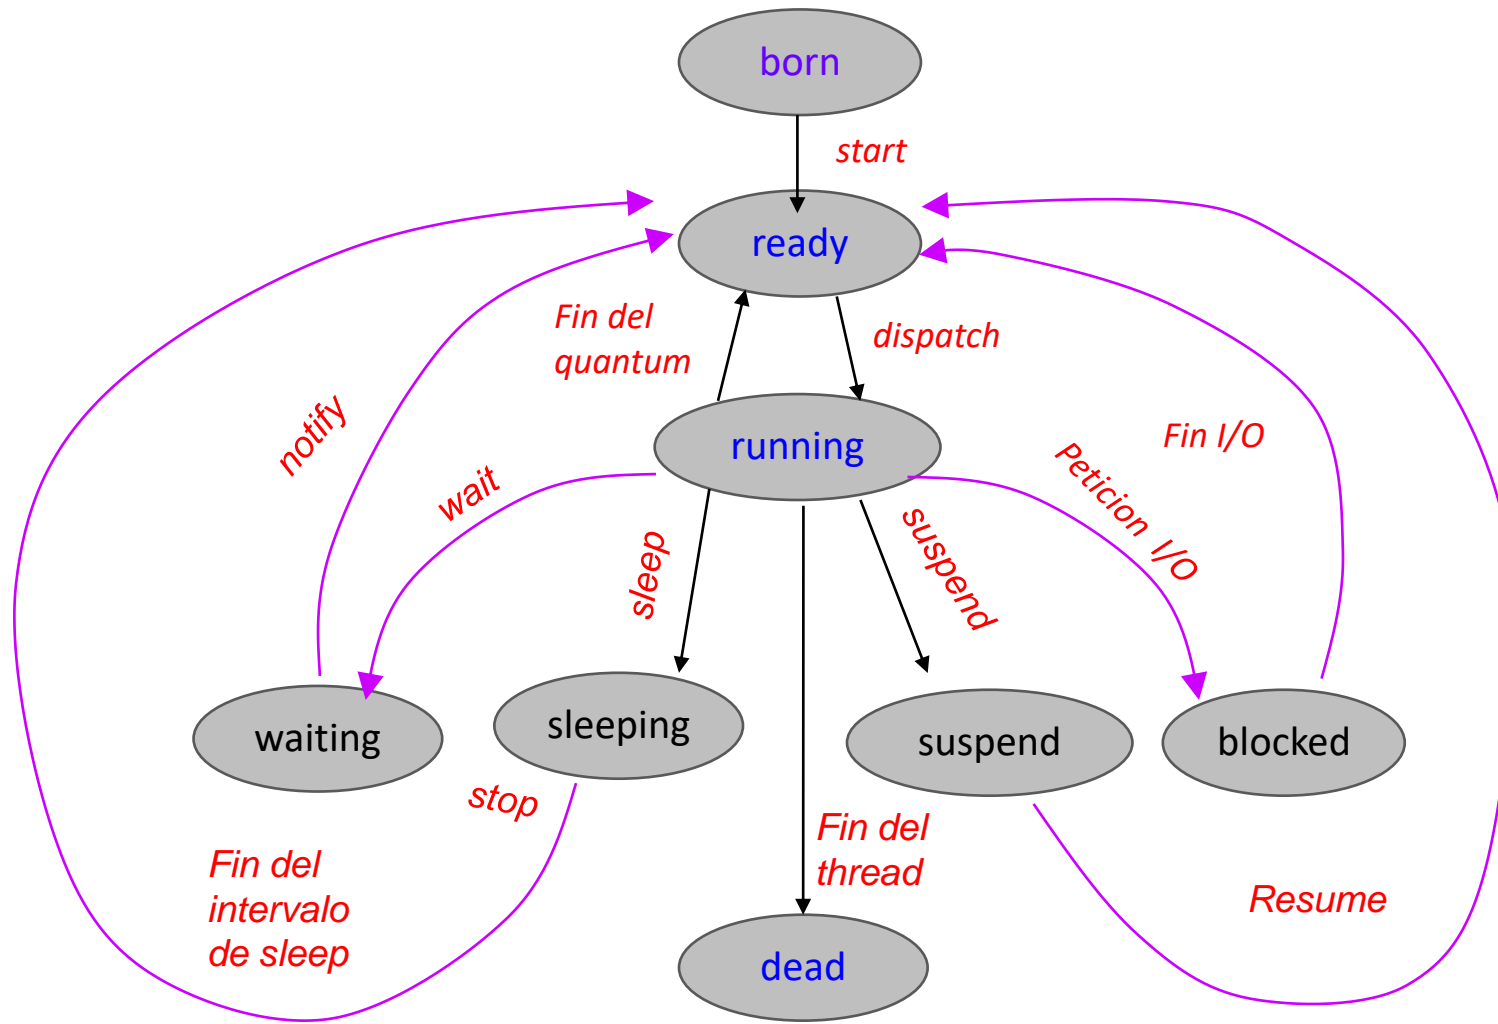 born
start
ready
Fin del
quantum
dispatch
running
notify
wait
sleep
suspend
Peticion I/O
Fin I/O
waiting
sleeping
suspend
blocked
stop
Fin del
intervalo
de sleep
Fin del
thread
Resume
dead